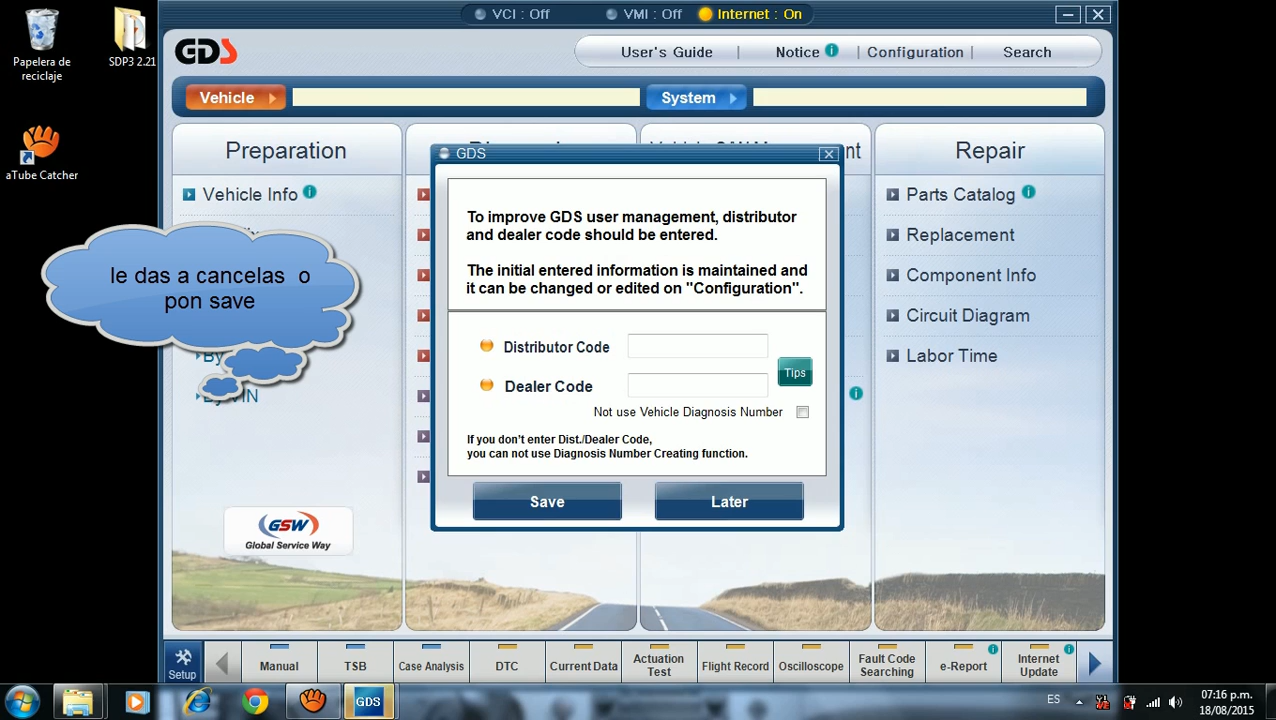 VCI : Off
VMI : Off
Internet : On
Papelera de
reciclaje
SDP3 2.21
aTube Catcher
GDS
User's Guide
Notice
Configuration
Search
Vehicle
System
Preparation
Repair
Vehicle Info
By VIN
le das a cancelas o
pon save
GSW
Global Service Way
GDS
To improve GDS user management, distributor
and dealer code should be entered.
The initial entered information is maintained and
it can be changed or edited on "Configuration".
Distributor Code
Dealer Code
Tips
Not use Vehicle Diagnosis Number
If you don't enter Dist./Dealer Code,
you can not use Diagnosis Number Creating function.
Save
Later
Parts Catalog
Replacement
Component Info
Circuit Diagram
Labor Time
Setup
Manual
TSB
Case Analysis
DTC
Current Data
Actuation
Test
Flight Record
Oscilloscope
Fault Code
Searching
e-Report
Internet
Update
GDS
ES
07:16 p.m.
18/08/2015